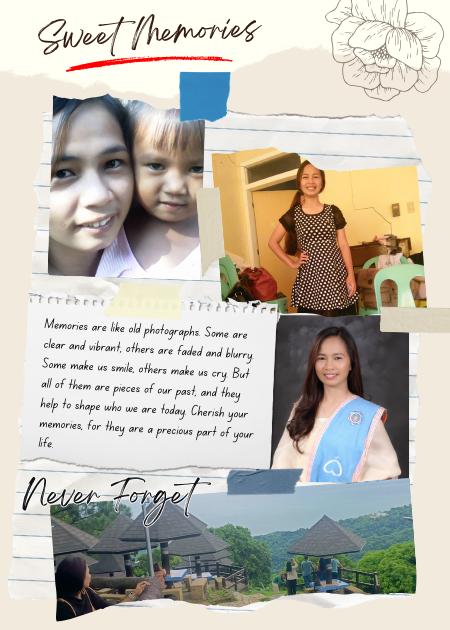 Sweet Memories
Memories are like old photographs. Some are
clear and vibrant, others are faded and blurry.
Some make us smile, others make us cry. But
all of them are pieces of our past, and they
help to shape who we are today. Cherish your
memories, for they are a precious part of your
life.
Never Forget